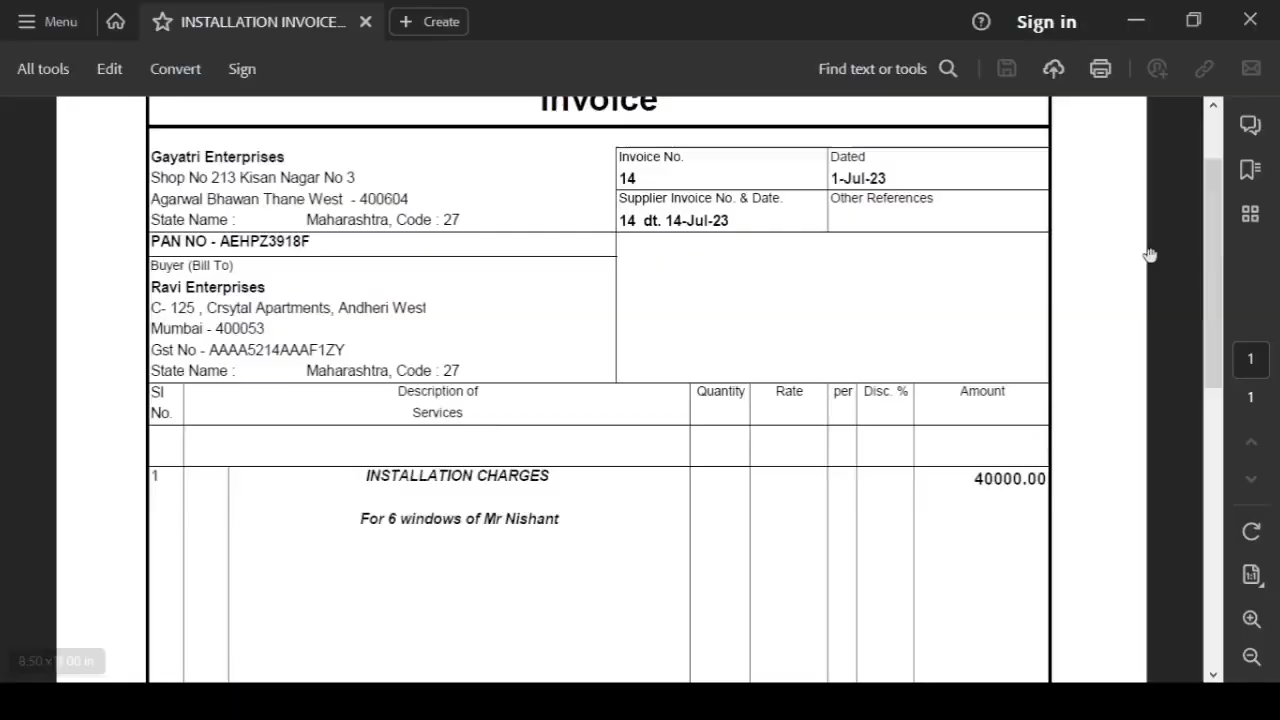 Menu
INSTALLATION INVOICE...
Create
Sign in
All tools
Edit
Convert
Sign
Find text or tools
Invoice
Gayatri Enterprises
Shop No 213 Kisan Nagar No 3
Agarwal Bhawan Thane West - 400604
State Name : Maharashtra, Code : 27
PAN NO - AEHPZ3918F
Invoice No.
14
Dated
1-Jul-23
Supplier Invoice No. & Date.
14 dt. 14-Jul-23
Other References
Buyer (Bill To)
Ravi Enterprises
C- 125 , Crsytal Apartments, Andheri West
Mumbai - 400053
Gst No - AAAA5214AAAF1ZY
State Name : Maharashtra, Code : 27
SI No.
Description of
Services
Quantity
Rate
per
Disc. %
Amount
1
INSTALLATION CHARGES
40000.00
For 6 windows of Mr Nishant
1
1
1:1